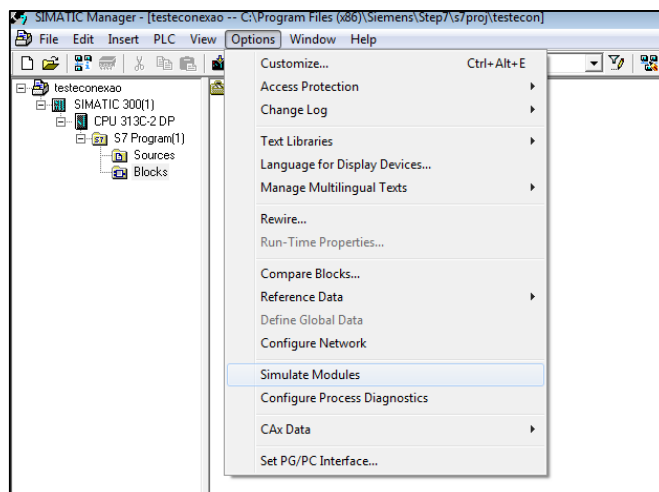 SIMATIC Manager - [testeconexao -- C:\Program Files (x86)\Siemens\Step7\s7proj\testecon]
File Edit Insert PLC View Options Window Help
testeconexao
SIMATIC 300(1)
CPU 313C-2 DP
S7 Program(1)
Sources
Blocks
Customize... Ctrl+Alt+E
Access Protection
Change Log
Text Libraries
Language for Display Devices...
Manage Multilingual Texts
Rewire...
Run-Time Properties...
Compare Blocks...
Reference Data
Define Global Data
Configure Network
Simulate Modules
Configure Process Diagnostics
CAx Data
Set PG/PC Interface...